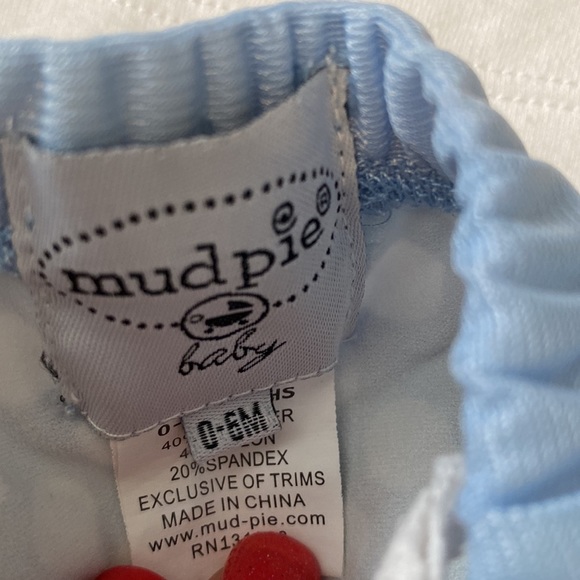 mudpie®
baby
0-6M
20%SPANDEX
EXCLUSIVE OF TRIMS
MADE IN CHINA
www.mud-pie.com